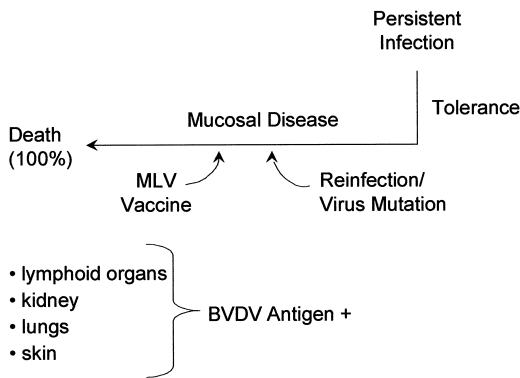 Persistent
Infection
Tolerance
Mucosal Disease
Death
(100%)
MLV
Vaccine
Reinfection/
Virus Mutation
• lymphoid organs
• kidney
• lungs
• skin
BVDV Antigen +